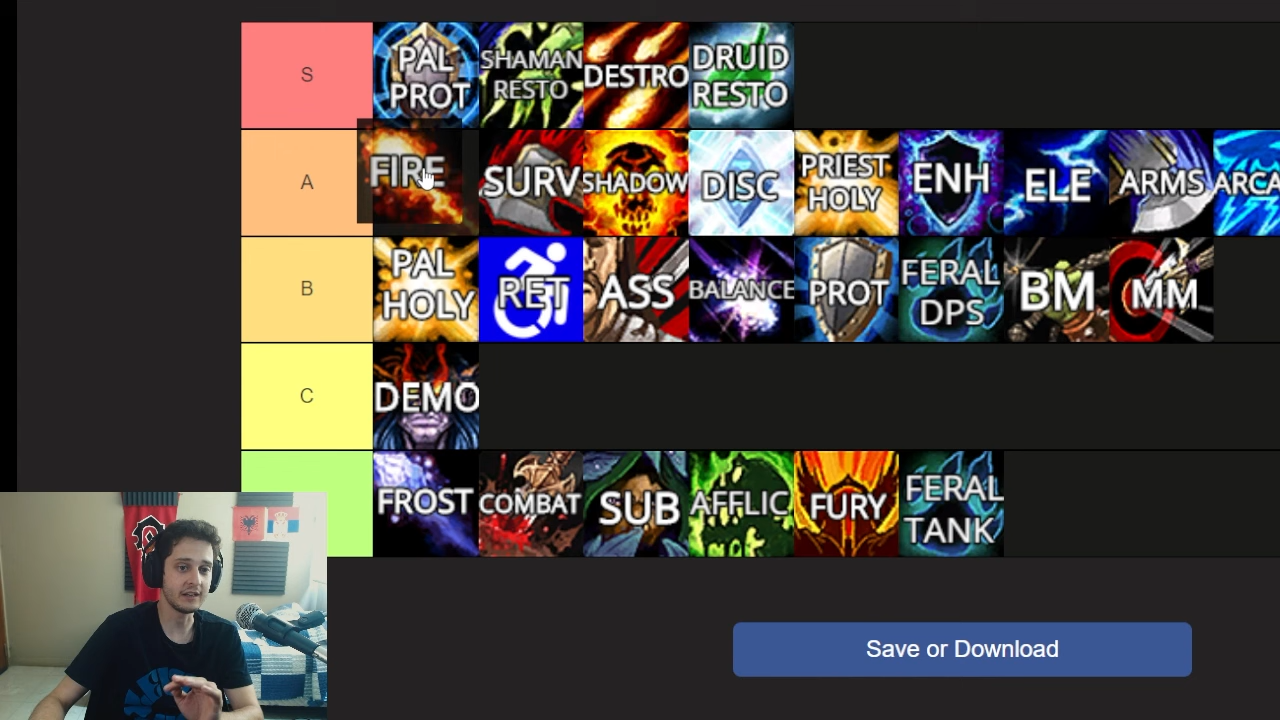 S
PAL
PROT
SHAMAN
RESTO
DESTRO
DRUID
RESTO
A
FIRE
SURV
SHADOW
DISC
PRIEST
HOLY
ENH
ELE
ARMS
ARCA
B
PAL
HOLY
RET
ASS
BALANCE
PROT
FERAL
DPS
BM
MM
C
DEMO
FROST
COMBAT
SUB
AFFLIC
FURY
FERAL
TANK
Save or Download